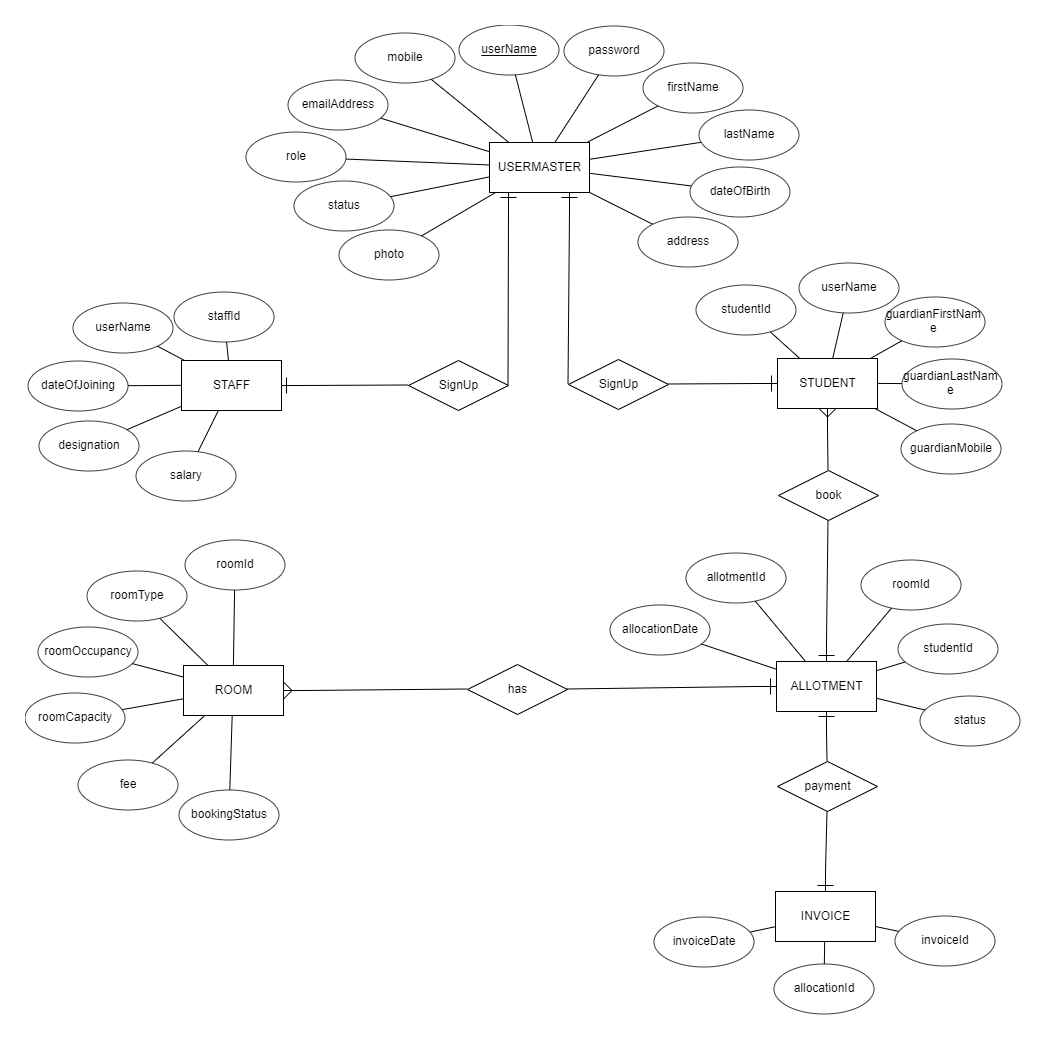 userName
password
mobile
firstName
emailAddress
lastName
role
USERMASTER
dateOfBirth
status
address
photo
userName
staffId
studentId
userName
guardianFirstNam
e
dateOfJoining
STAFF
SignUp
SignUp
STUDENT
guardianLastNam
e
designation
guardianMobile
salary
book
roomId
allotmentId
roomId
roomType
allocationDate
studentId
roomOccupancy
ROOM
has
ALLOTMENT
roomCapacity
status
fee
payment
bookingStatus
INVOICE
invoiceDate
invoiceId
allocationId